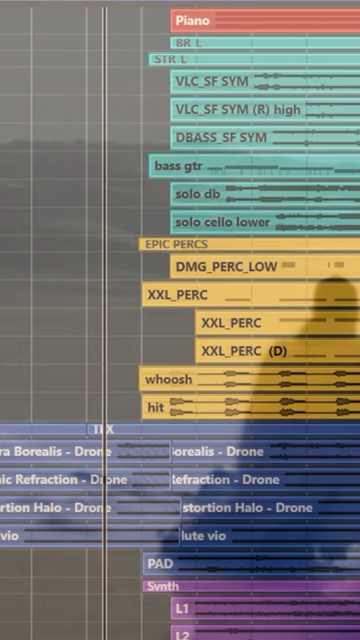 Piano
BR L
STR L
VLC_SF SYM
VLC_SF SYM (R) high
DBASS_SF SYM
bass gtr
solo db
solo cello lower
EPIC PERCS
DMG_PERC_LOW
XXL_PERC
XXL_PERC
XXL_PERC (D)
whoosh
hit
ra Borealis - Drone orealis - Drone
ic Refraction - Drone Refraction - Drone
rtion Halo - Drone stortion Halo - Drone
vio lute vio
PAD
Synth
L1
L2